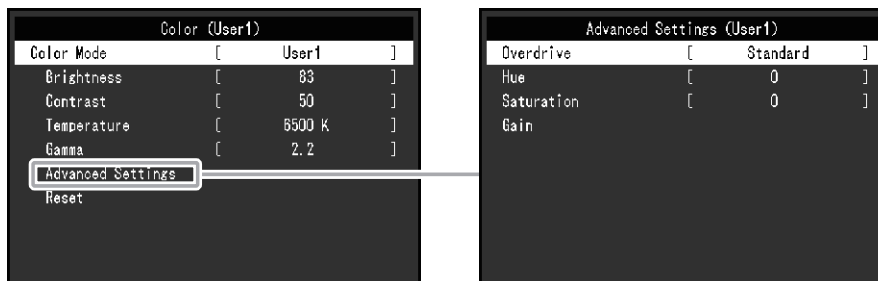 Color (User1)
Color Mode [ User1 ]
Brightness [ 83 ]
Contrast [ 50 ]
Temperature [ 6500 K ]
Gamma [ 2.2 ]
Advanced Settings
Reset
Advanced Settings (User1)
Overdrive [ Standard ]
Hue [ 0 ]
Saturation [ 0 ]
Gain